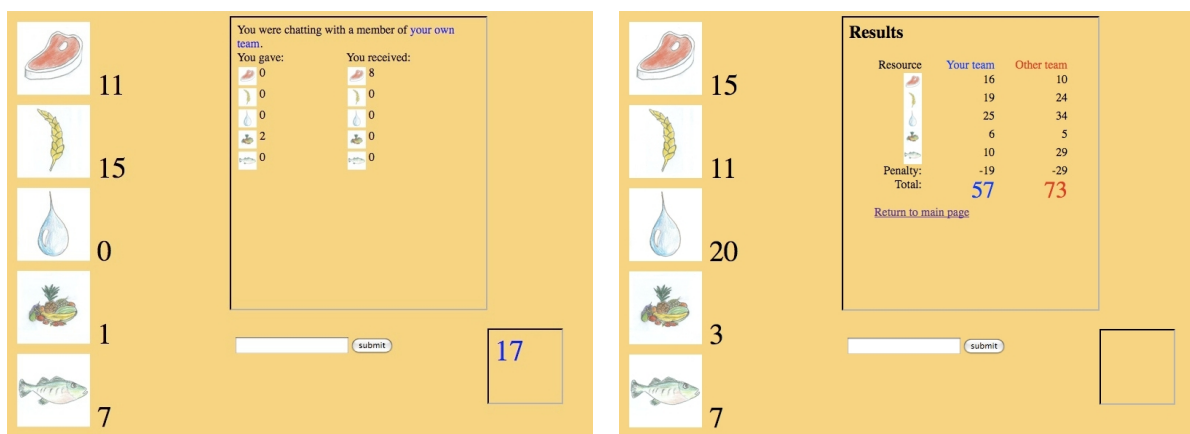 You were chatting with a member of your own
team.
You gave: You received:
0 8
0 0
0 0
2 0
0 0
11
15
0
1
7
submit
17
Results
Resource Your team Other team
16 10
19 24
25 34
6 5
10 29
Penalty: -19 -29
Total: 57 73
Return to main page
15
11
20
3
7
submit